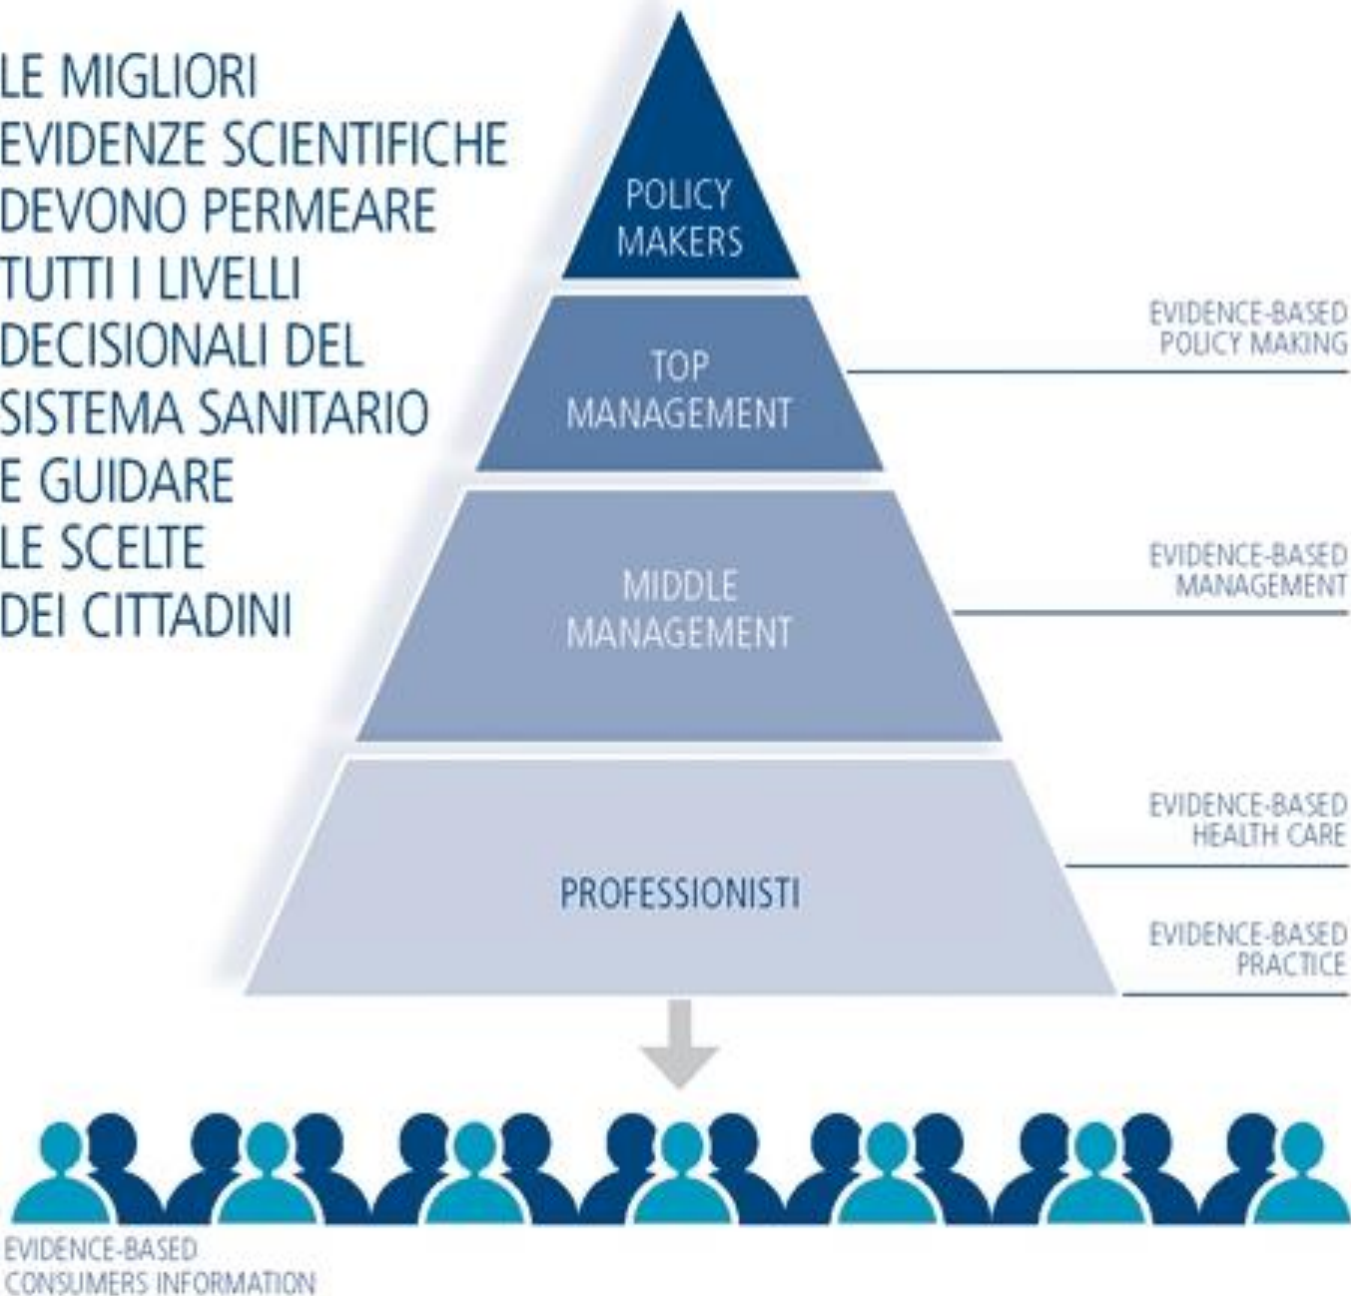 LE MIGLIORI
EVIDENZE SCIENTIFICHE
DEVONO PERMEARE
TUTTI I LIVELLI
DECISIONALI DEL
SISTEMA SANITARIO
E GUIDARE
LE SCELTE
DEI CITTADINI
POLICY
MAKERS
TOP
MANAGEMENT
MIDDLE
MANAGEMENT
PROFESSIONISTI
EVIDENCE-BASED
POLICY MAKING
EVIDENCE-BASED
MANAGEMENT
EVIDENCE-BASED
HEALTH CARE
EVIDENCE-BASED
PRACTICE
EVIDENCE-BASED
CONSUMERS INFORMATION